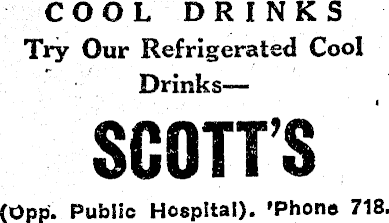 COOL DRINKS
Try Our Refrigerated Cool
Drinks—
SCOTT'S
(Opp. Public Hospital). 'Phone 718.